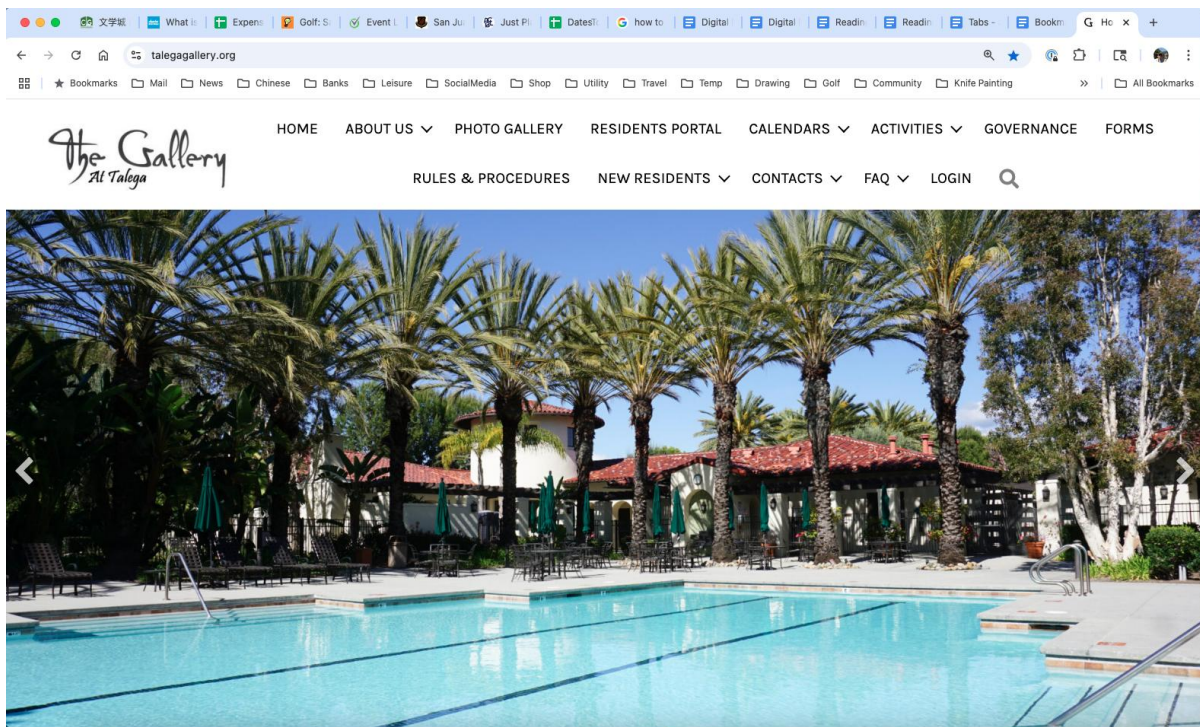 文学城 What is Expens Golf: S Event L San Ju Just Pl DatesTo how to Digital Digital Readin Readin Tabs - Bookm Ho
talegagallery.org
Bookmarks Mail News Chinese Banks Leisure SocialMedia Shop Utility Travel Temp Drawing Golf Community Knife Painting >> All Bookmarks
HOME ABOUT US PHOTO GALLERY RESIDENTS PORTAL CALENDARS ACTIVITIES GOVERNANCE FORMS
The Gallery
At Talega
RULES & PROCEDURES NEW RESIDENTS CONTACTS FAQ LOGIN